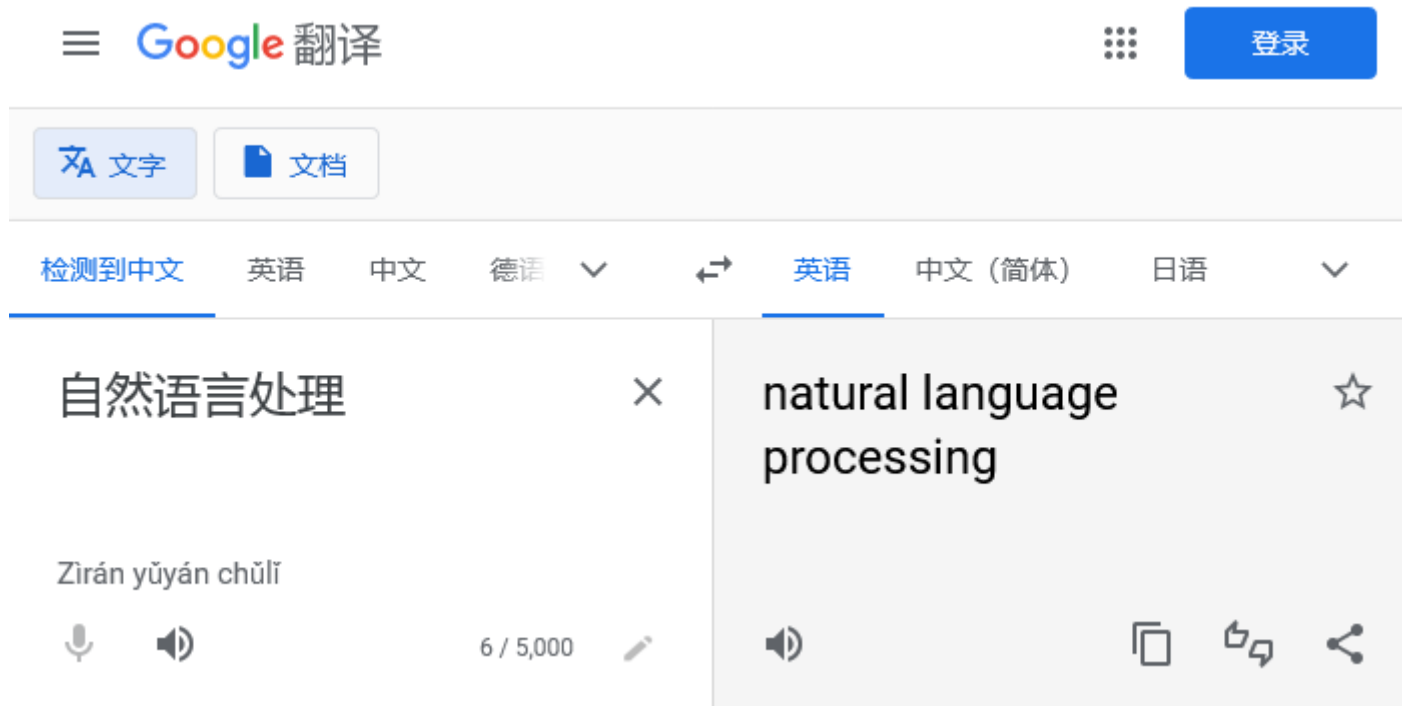 Google 翻译
登录
文字 文档
检测到中文 英语 中文 德语 英语 中文（简体） 日语
自然语言处理
natural language
processing
Zìrán yǔyán chǔlǐ
6 / 5,000